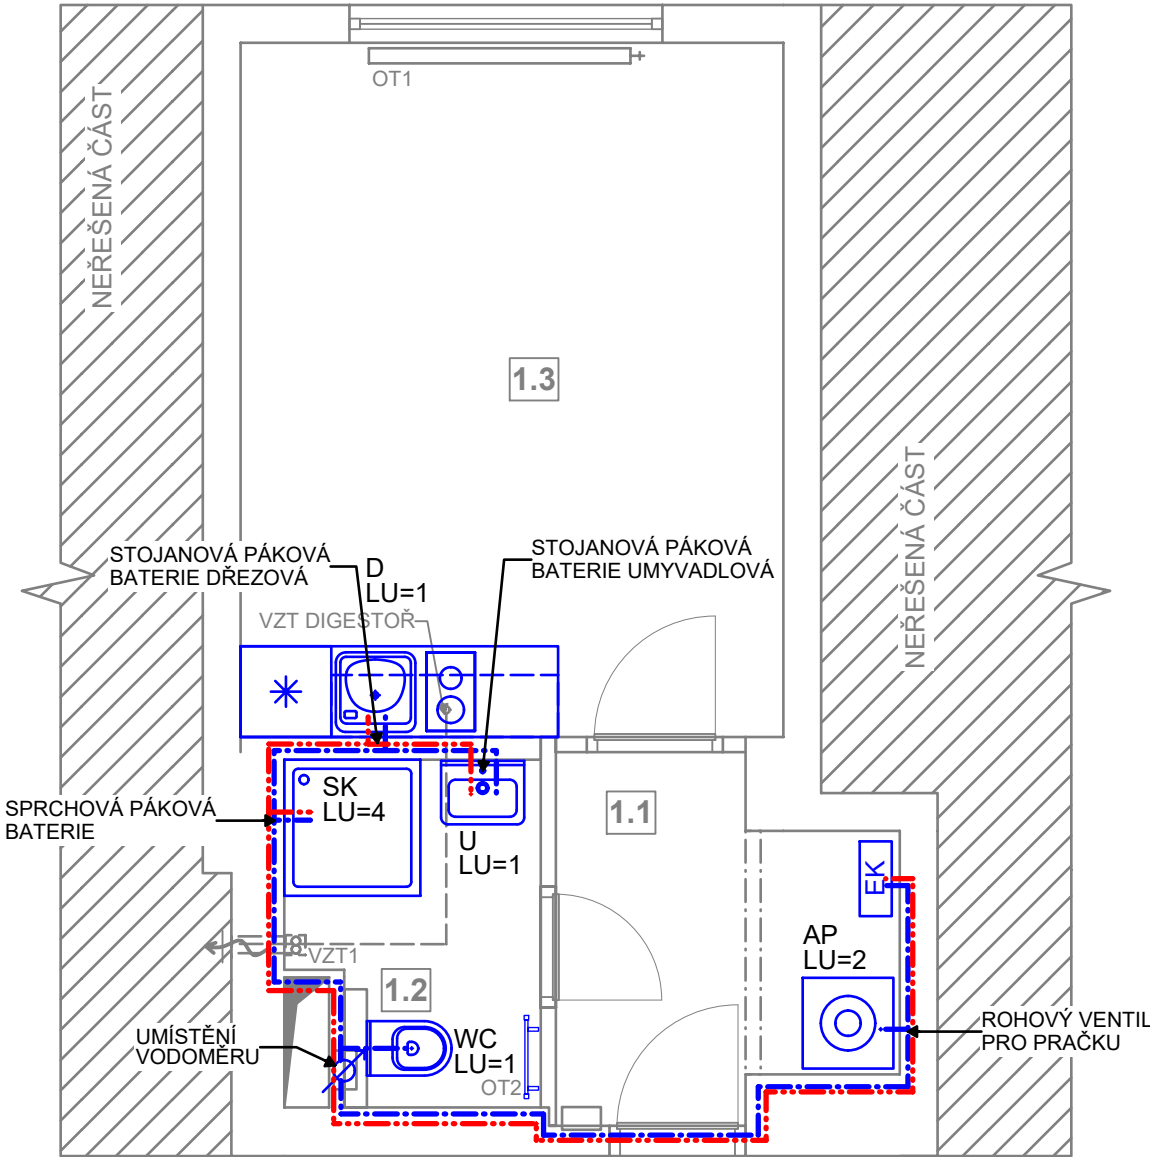 OT1
NEŘEŠENÁ ČÁST
1.3
NEŘEŠENÁ ČÁST
STOJANOVÁ PÁKOVÁ
BATERIE DŘEZOVÁ
D
LU=1
STOJANOVÁ PÁKOVÁ
BATERIE UMYVADLOVÁ
VZT DIGESTOŘ
SPRCHOVÁ PÁKOVÁ
BATERIE
SK
LU=4
U
LU=1
1.1
EK
VZT1
1.2
AP
LU=2
UMÍSTĚNÍ
VODOMĚRU
WC
LU=1
OT2
ROHOVÝ VENTIL
PRO PRAČKU